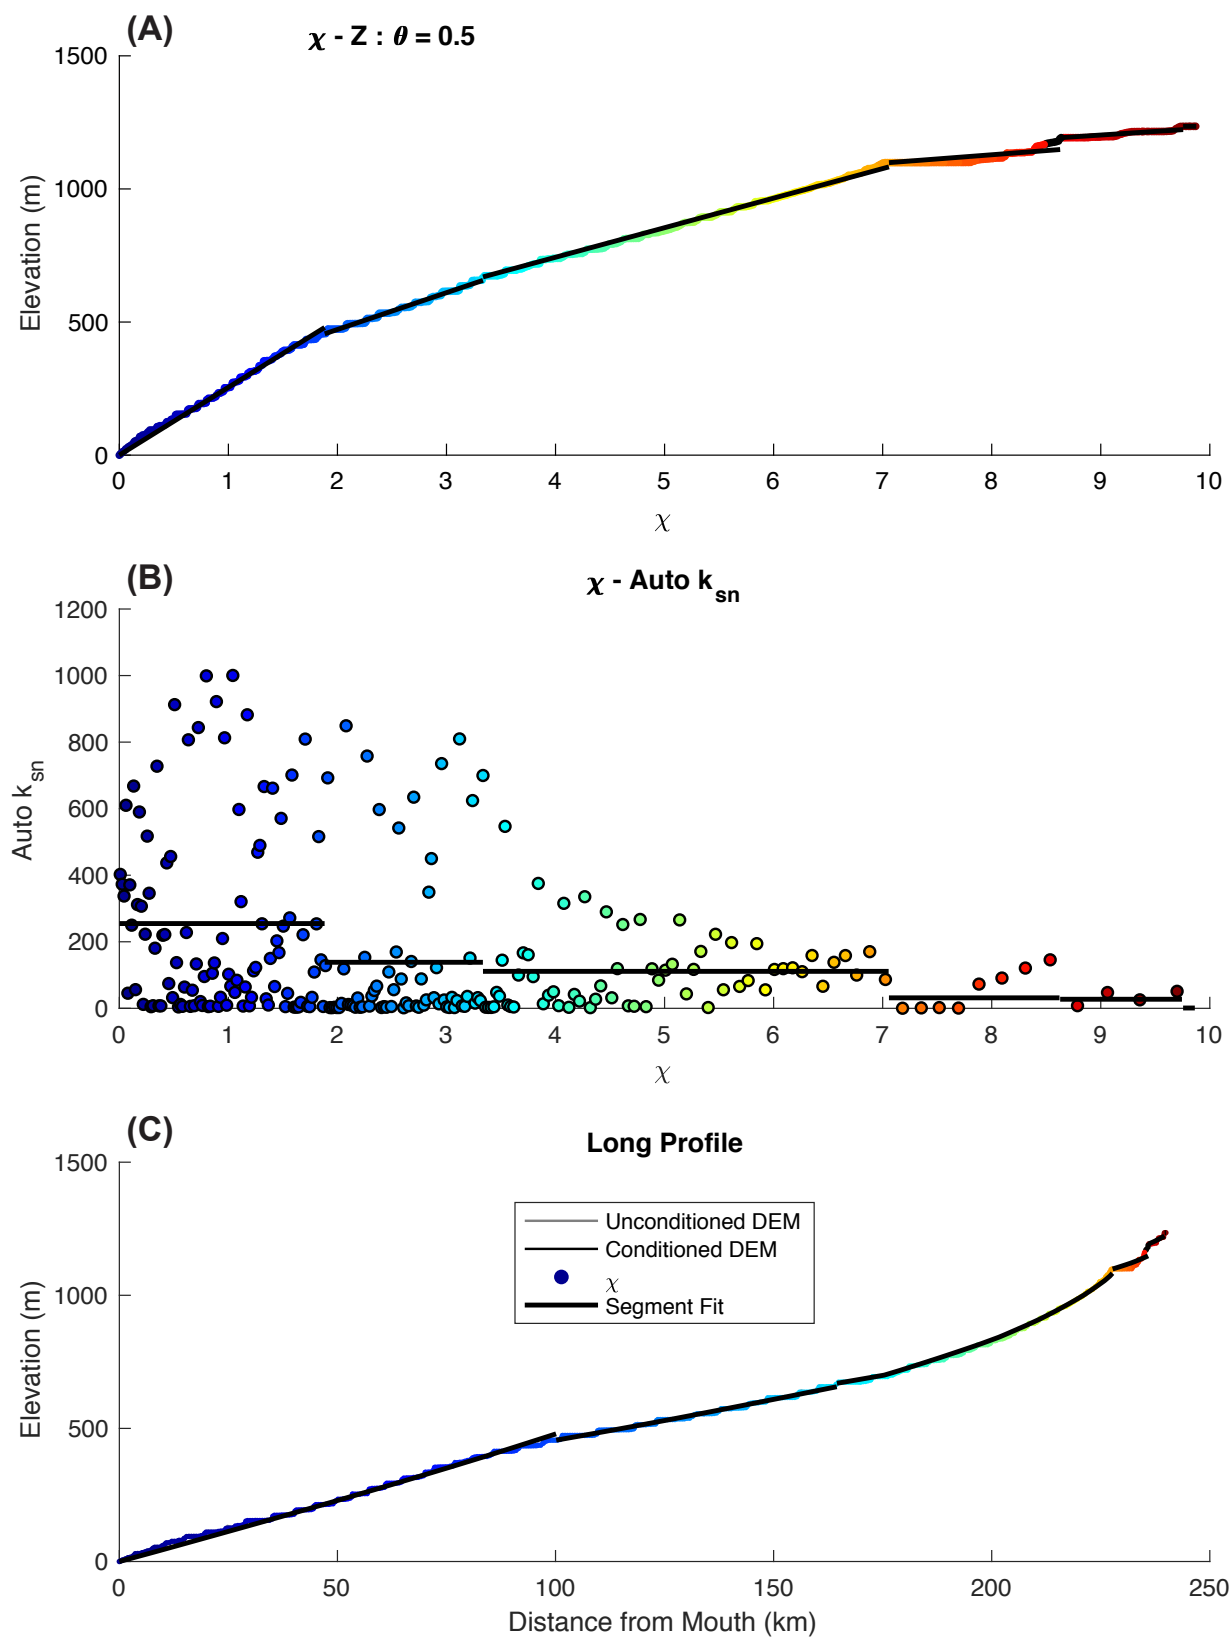 (A)
χ - Z : θ = 0.5
1500
1000
500
0
Elevation (m)
0 1 2 3 4 5 6 7 8 9 10
χ
(B)
χ - Auto k_sn
1200
1000
800
600
400
200
0
Auto k_sn
0 1 2 3 4 5 6 7 8 9 10
χ
(C)
Long Profile
1500
1000
500
0
Elevation (m)
Unconditioned DEM
Conditioned DEM
χ
Segment Fit
0 50 100 150 200 250
Distance from Mouth (km)